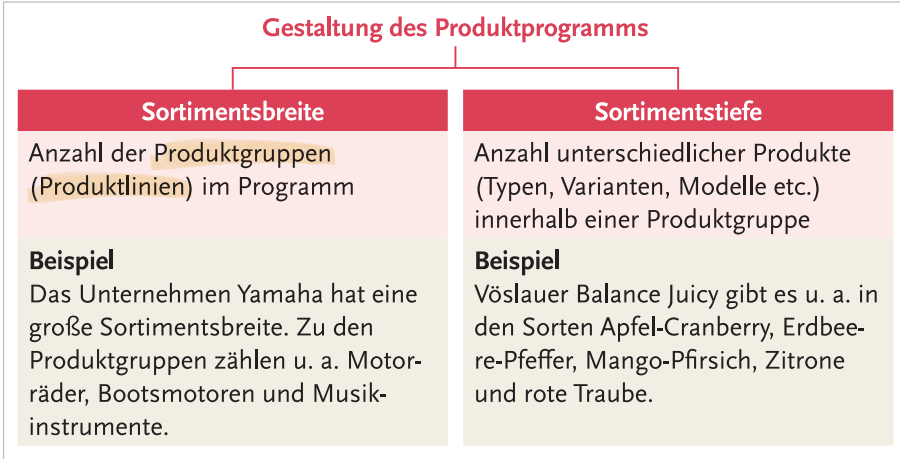 Gestaltung des Produktprogramms
Sortimentsbreite
Anzahl der Produktgruppen
(Produktlinien) im Programm
Beispiel
Das Unternehmen Yamaha hat eine
große Sortimentsbreite. Zu den
Produktgruppen zählen u. a. Motor-
räder, Bootsmotoren und Musik-
instrumente.
Sortimentstiefe
Anzahl unterschiedlicher Produkte
(Typen, Varianten, Modelle etc.)
innerhalb einer Produktgruppe
Beispiel
Vöslauer Balance Juicy gibt es u. a. in
den Sorten Apfel-Cranberry, Erdbee-
re-Pfeffer, Mango-Pfirsich, Zitrone
und rote Traube.